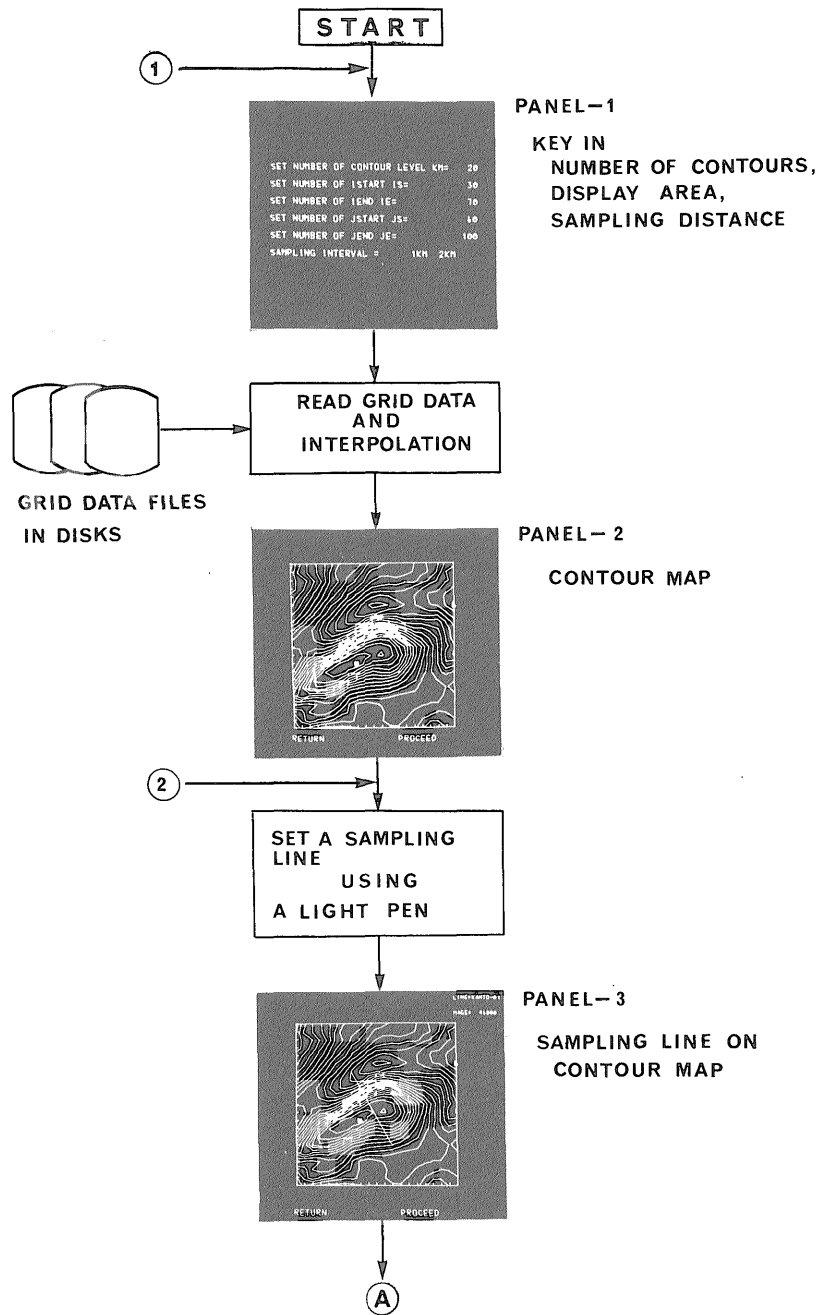 START
1
PANEL-1
KEY IN
NUMBER OF CONTOURS,
DISPLAY AREA,
SAMPLING DISTANCE
SET NUMBER OF CONTOUR LEVEL KM= 20
SET NUMBER OF ISTART IS= 30
SET NUMBER OF IEND IE= 70
SET NUMBER OF JSTART JS= 60
SET NUMBER OF JEND JE= 100
SAMPLING INTERVAL = 1KM 2KM
READ GRID DATA
AND
INTERPOLATION
GRID DATA FILES
IN DISKS
PANEL-2
CONTOUR MAP
RETURN PROCEED
2
SET A SAMPLING
LINE
USING
A LIGHT PEN
PANEL-3
SAMPLING LINE ON
CONTOUR MAP
RETURN PROCEED
A